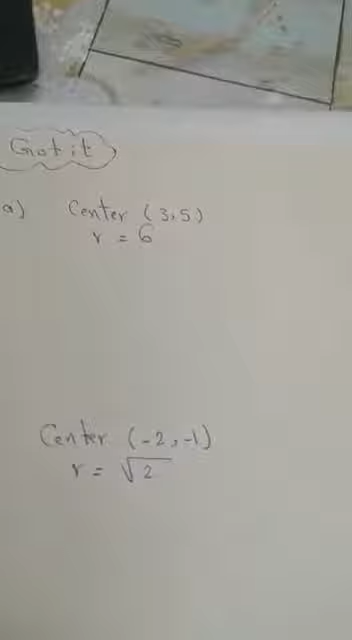 Got it
a) Center (3,5)
r = 6
Center (-2,-1)
r = √2